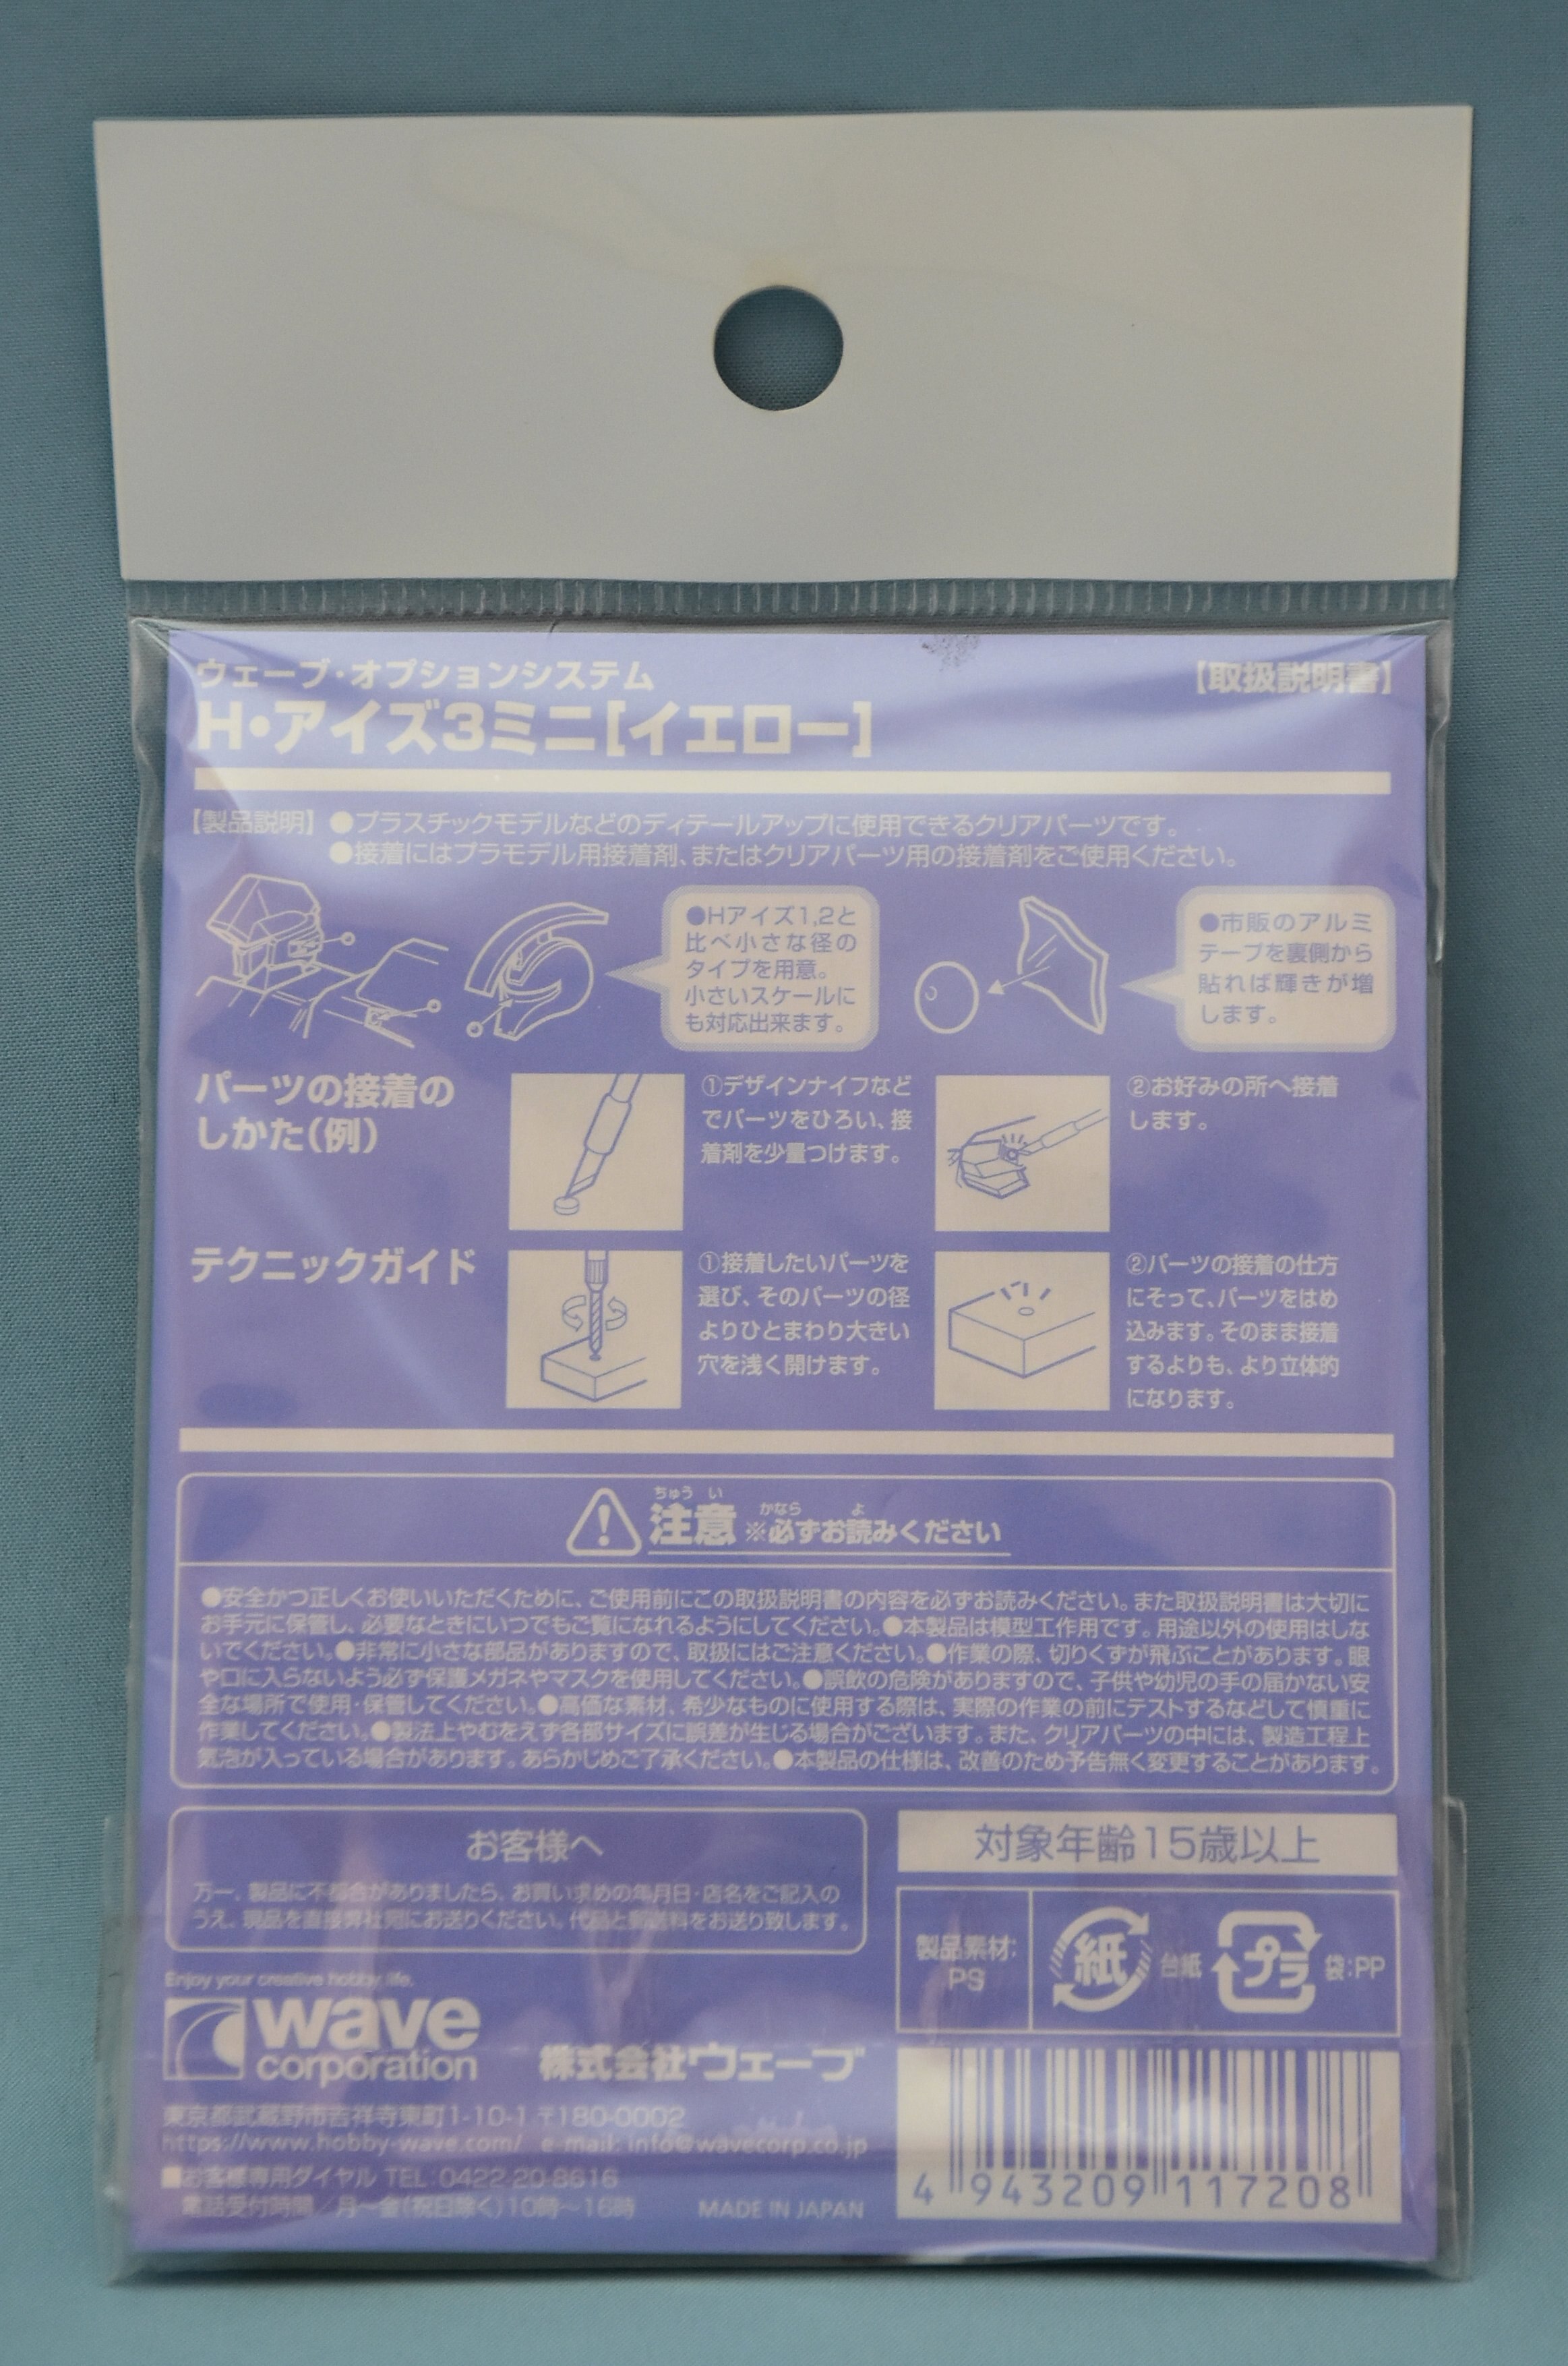 ウェーブ・オプションシステム
【取扱説明書】
H・アイズ3ミニ[イエロー]
【製品説明】 ●プラスチックモデルなどのディテールアップに使用できるクリアパーツです。
●接着にはプラモデル用接着剤、またはクリアパーツ用の接着剤をご使用ください。
●Hアイズ1,2と
比べ小さな径の
タイプを用意。
小さいスケールに
も対応出来ます。
●市販のアルミ
テープを裏側から
貼れば輝きが増
します。
パーツの接着の
しかた(例)
①デザインナイフなど
でパーツをひろい、接
着剤を少量つけます。
②お好みの所へ接着
します。
テクニックガイド
①接着したいパーツを
選び、そのパーツの径
よりひとまわり大きい
穴を浅く開けます。
②パーツの接着の仕方
にそって、パーツをはめ
込みます。そのまま接着
するよりも、より立体的
になります。
ちゅう い かなら よ
注意 ※必ずお読みください
●安全かつ正しくお使いいただくために、ご使用前にこの取扱説明書の内容を必ずお読みください。また取扱説明書は大切に
お手元に保管し、必要なときにいつでもご覧になれるようにしてください。●本製品は模型工作用です。用途以外の使用はしな
いでください。●非常に小さな部品がありますので、取扱にはご注意ください。●作業の際、切りくずが飛ぶことがあります。眼
や口に入らないよう必ず保護メガネやマスクを使用してください。●誤飲の危険がありますので、子供や幼児の手の届かない安
全な場所で使用・保管してください。●高価な素材、希少なものに使用する際は、実際の作業の前にテストするなどして慎重に
作業してください。●製法上やむをえず各部サイズに誤差が生じる場合がございます。また、クリアパーツの中には、製造工程上
気泡が入っている場合があります。あらかじめご了承ください。●本製品の仕様は、改善のため予告無く変更することがあります。
お客様へ
万一、製品に不都合がありましたら、お買い求めの年月日・店名をご記入の
うえ、現品を直接弊社宛にお送りください。代品と郵送料をお送り致します。
対象年齢15歳以上
製品素材:
PS
紙 台紙 プラ 袋:PP
Enjoy your creative hobby life.
wave
corporation
株式会社ウェーブ
東京都武蔵野市吉祥寺東町1-10-1 〒180-0002
https://www.hobby-wave.com/ e-mail: info@wavecorp.co.jp
■お客様専用ダイヤル TEL:0422-20-8616
電話受付時間/月〜金(祝日除く)10時〜16時
MADE IN JAPAN
4 943209 117208